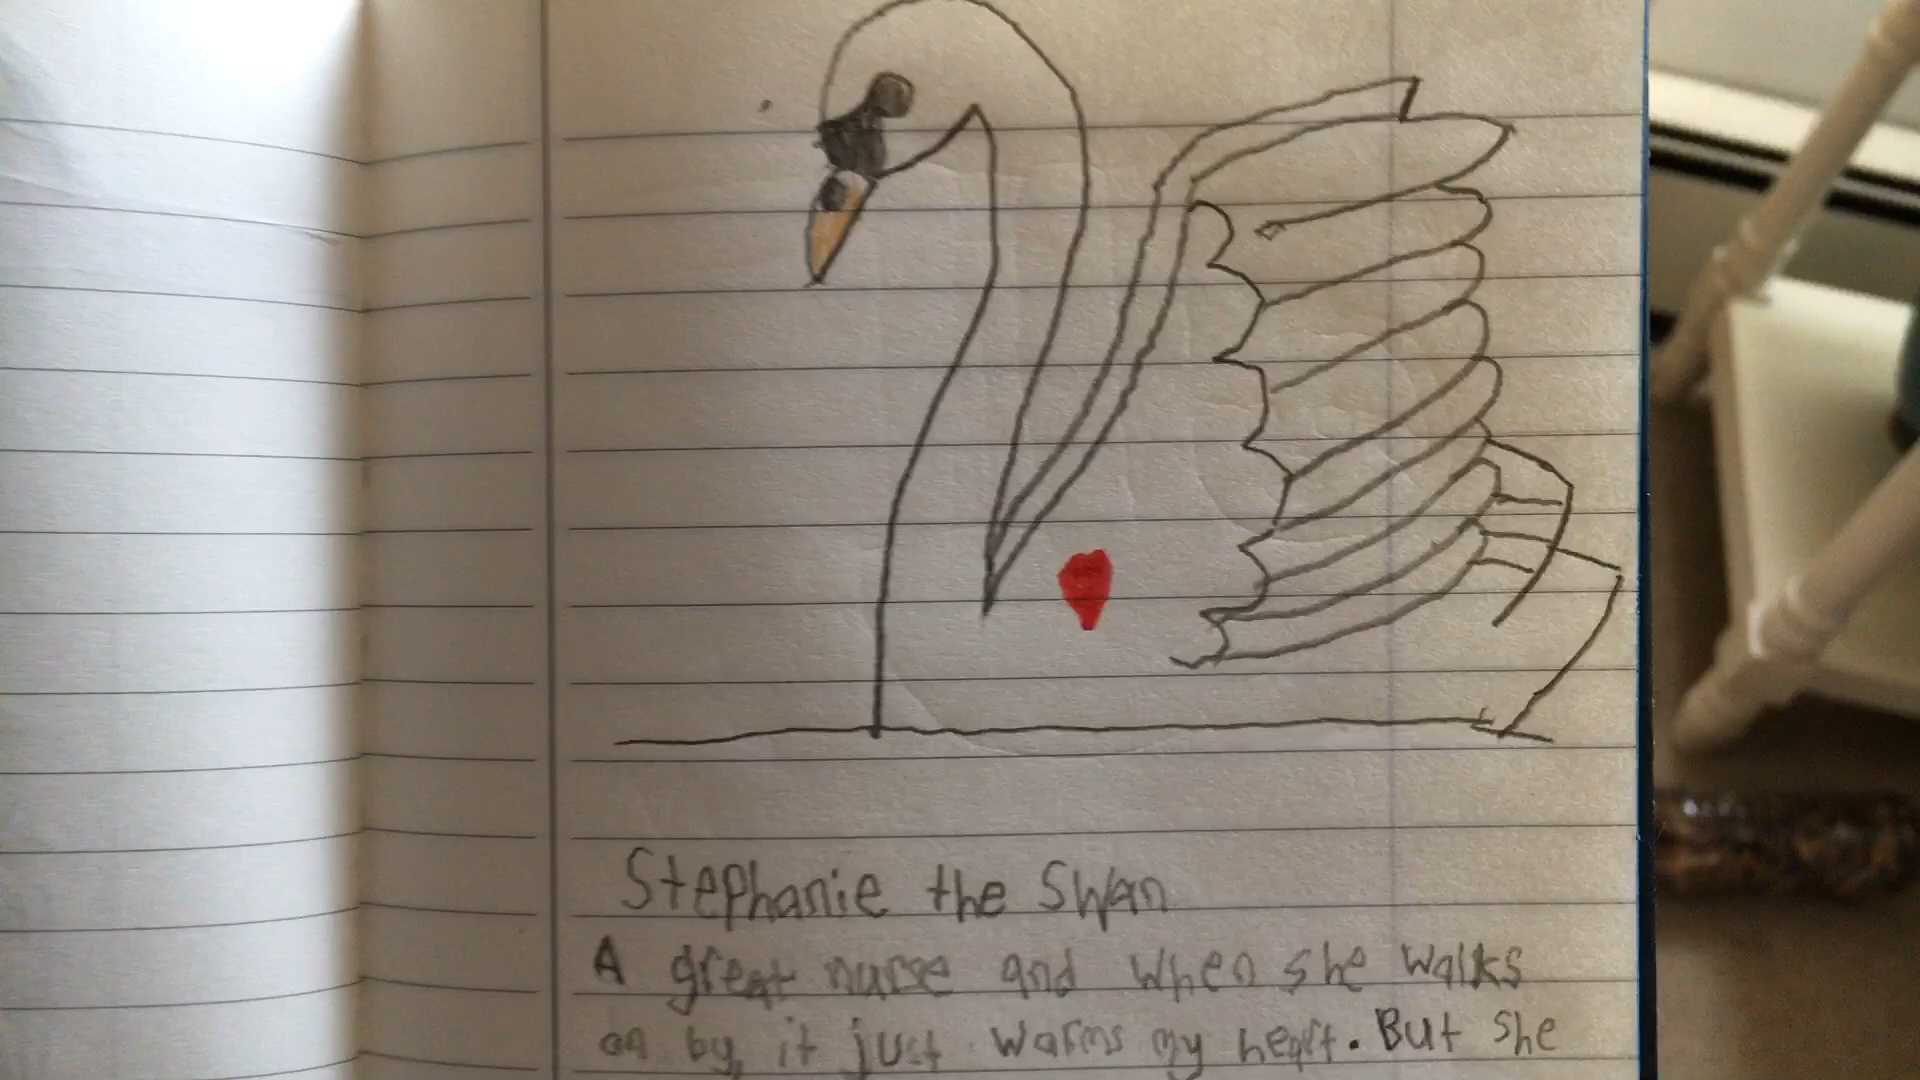 Stephanie the Swan
A great nurse and when she walks
on by, it just warms my heart. But she